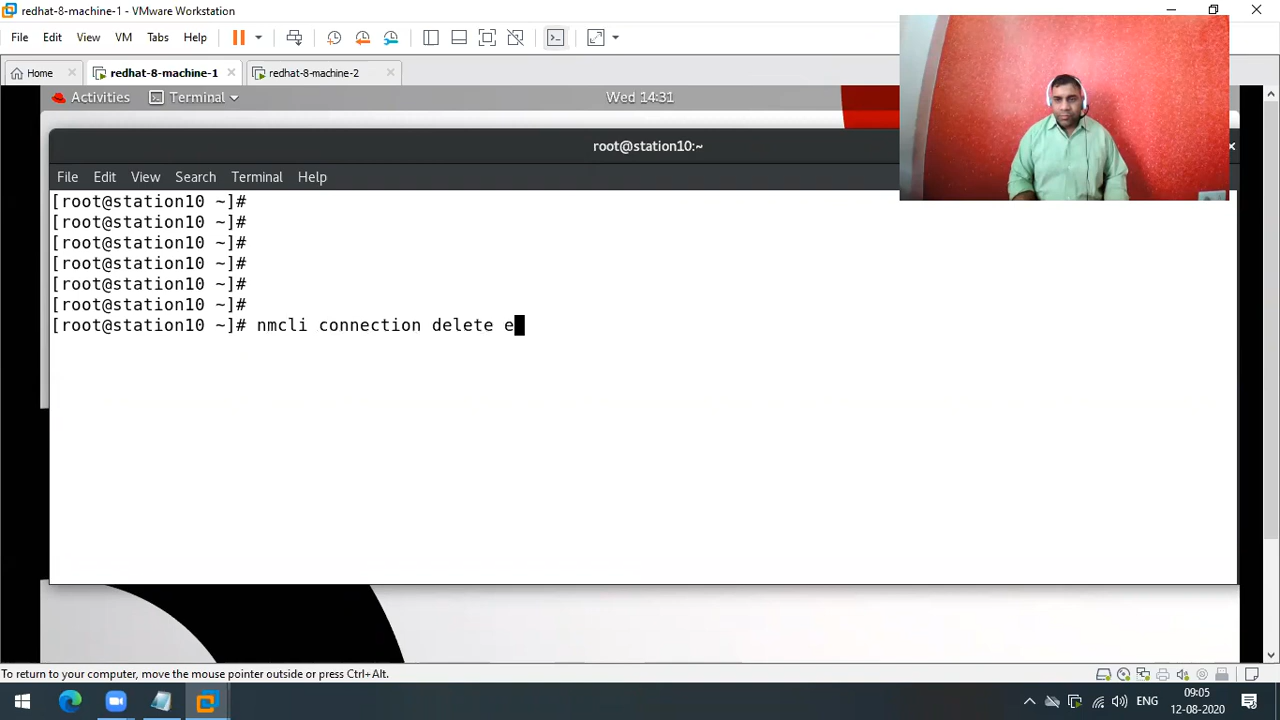 redhat-8-machine-1 - VMware Workstation
File Edit View VM Tabs Help
Home redhat-8-machine-1 redhat-8-machine-2
Activities Terminal Wed 14:31
root@station10:~
File Edit View Search Terminal Help
[root@station10 ~]#
[root@station10 ~]#
[root@station10 ~]#
[root@station10 ~]#
[root@station10 ~]#
[root@station10 ~]#
[root@station10 ~]# nmcli connection delete e
To return to your computer, move the mouse pointer outside or press Ctrl+Alt.
ENG 09:05
12-08-2020